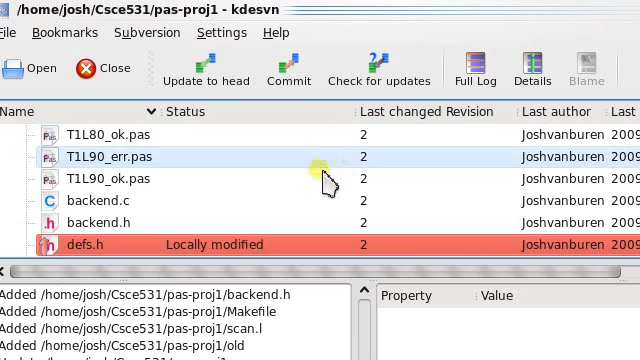 /home/josh/Csce531/pas-proj1 - kdesvn
File Bookmarks Subversion Settings Help
Open Close Update to head Commit Check for updates Full Log Details Blame
Name Status Last changed Revision Last author Last
T1L80_ok.pas 2 Joshvanburen 2009
T1L90_err.pas 2 Joshvanburen 2009
T1L90_ok.pas 2 Joshvanburen 2009
backend.c 2 Joshvanburen 2009
backend.h 2 Joshvanburen 2009
defs.h Locally modified 2 Joshvanburen 2009
Added /home/josh/Csce531/pas-proj1/backend.h
Added /home/josh/Csce531/pas-proj1/Makefile
Added /home/josh/Csce531/pas-proj1/scan.l
Added /home/josh/Csce531/pas-proj1/old
Property Value